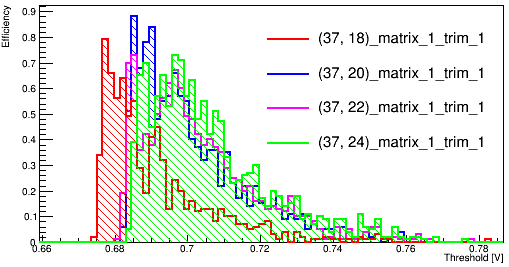 Efficiency
0.9
0.8
0.7
0.6
0.5
0.4
0.3
0.2
0.1
0
(37, 18)_matrix_1_trim_1
(37, 20)_matrix_1_trim_1
(37, 22)_matrix_1_trim_1
(37, 24)_matrix_1_trim_1
0.66 0.68 0.7 0.72 0.74 0.76 0.78
Threshold [V]